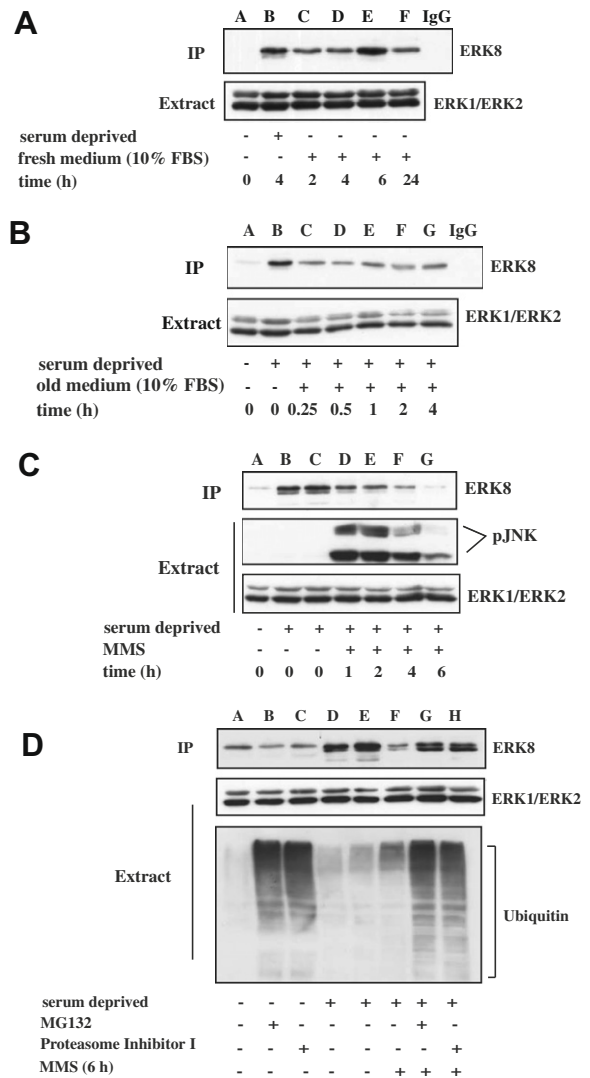 A
A B C D E F IgG
IP ERK8
Extract ERK1/ERK2
serum deprived - + - - - -
fresh medium (10% FBS) - - + + + +
time (h) 0 4 2 4 6 24
B
A B C D E F G IgG
IP ERK8
Extract ERK1/ERK2
serum deprived - + + + + + +
old medium (10% FBS) - - + + + + +
time (h) 0 0 0.25 0.5 1 2 4
C
A B C D E F G
IP ERK8
pJNK
Extract
ERK1/ERK2
serum deprived - + + + + + +
MMS - - - + + + +
time (h) 0 0 0 1 2 4 6
D
A B C D E F G H
IP ERK8
ERK1/ERK2
Extract
Ubiquitin
serum deprived - - - + + + + +
MG132 - + - - - - + -
Proteasome Inhibitor I - - + - - - - +
MMS (6 h) - - - - - + + +